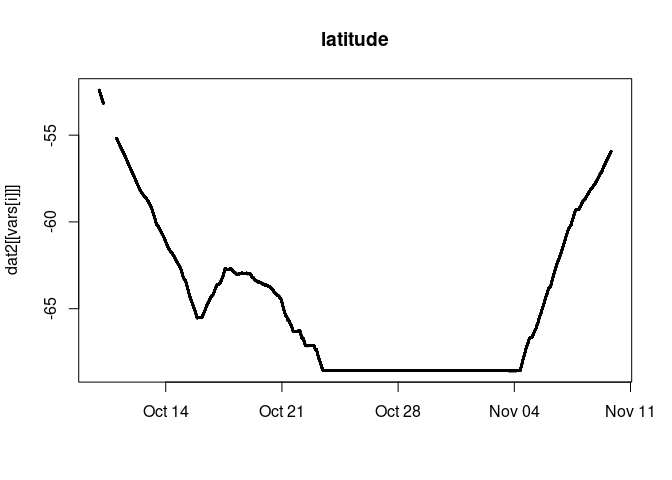 latitude
dat2[[vars[i]]]
-55
-60
-65
Oct 14
Oct 21
Oct 28
Nov 04
Nov 11